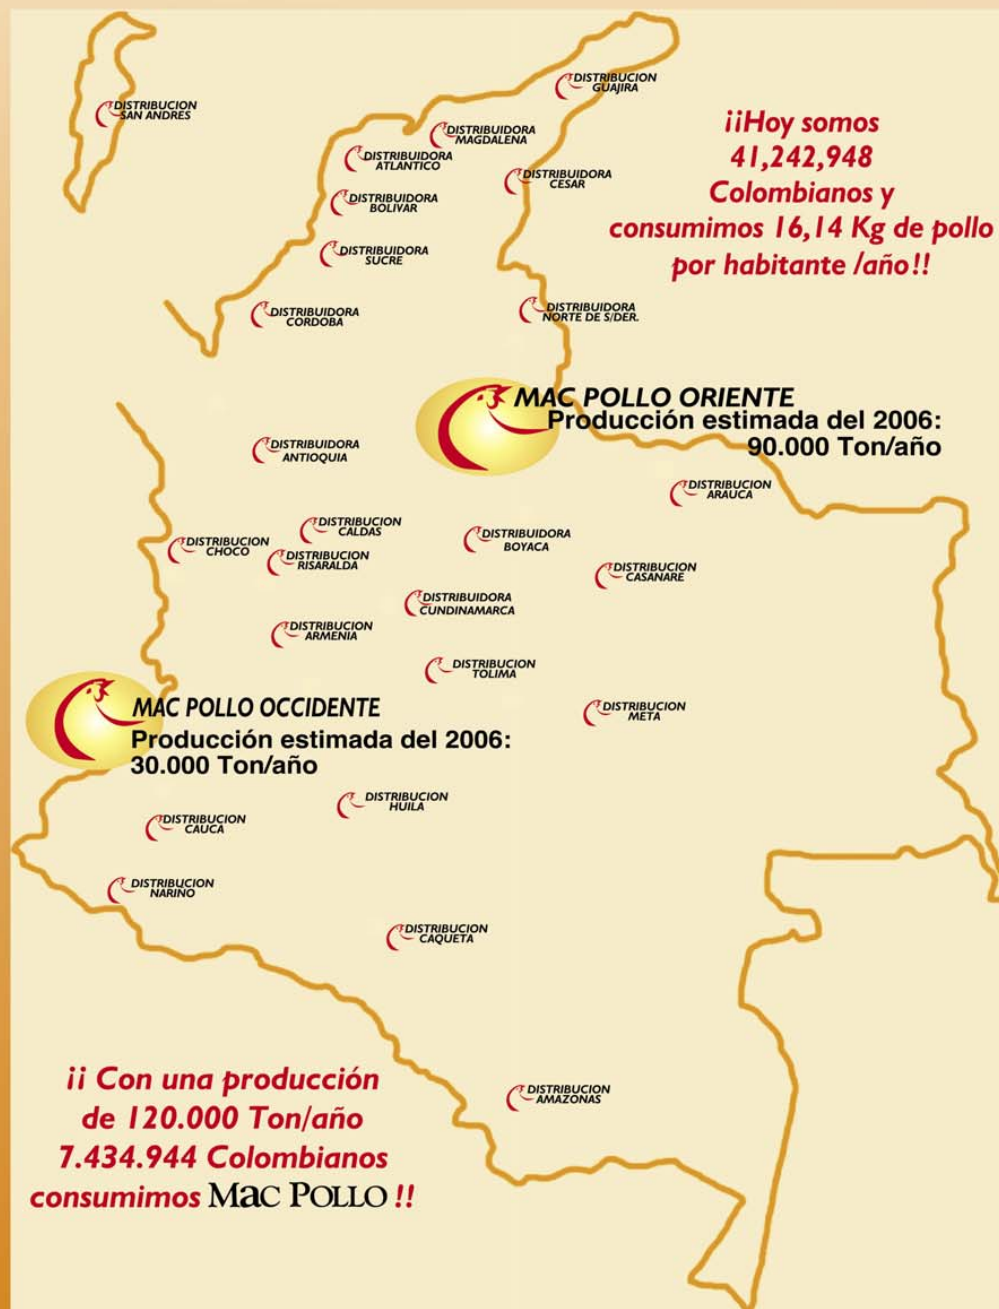 DISTRIBUCION
SAN ANDRES
DISTRIBUCION
GUAJIRA
DISTRIBUIDORA
MAGDALENA
DISTRIBUIDORA
ATLANTICO
DISTRIBUIDORA
CESAR
DISTRIBUIDORA
BOLIVAR
DISTRIBUIDORA
SUCRE
DISTRIBUIDORA
CORDOBA
DISTRIBUIDORA
NORTE DE S/DER.
¡¡Hoy somos
41,242,948
Colombianos y
consumimos 16,14 Kg de pollo
por habitante /año!!
MAC POLLO ORIENTE
Producción estimada del 2006:
90.000 Ton/año
DISTRIBUIDORA
ANTIOQUIA
DISTRIBUCION
ARAUCA
DISTRIBUCION
CALDAS
DISTRIBUCION
CHOCO
DISTRIBUCION
RISARALDA
DISTRIBUIDORA
BOYACA
DISTRIBUCION
CASANARE
DISTRIBUIDORA
CUNDINAMARCA
DISTRIBUCION
ARMENIA
DISTRIBUCION
TOLIMA
DISTRIBUCION
META
MAC POLLO OCCIDENTE
Producción estimada del 2006:
30.000 Ton/año
DISTRIBUCION
HUILA
DISTRIBUCION
CAUCA
DISTRIBUCION
NARIÑO
DISTRIBUCION
CAQUETA
DISTRIBUCION
AMAZONAS
¡¡ Con una producción
de 120.000 Ton/año
7.434.944 Colombianos
consumimos Mac Pollo !!